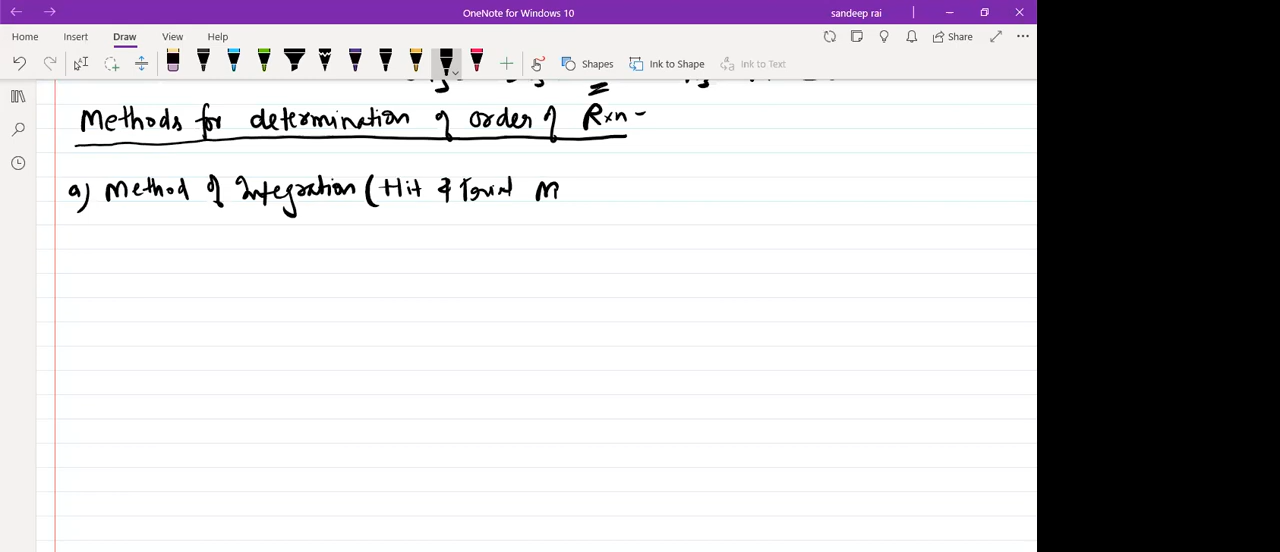 OneNote for Windows 10
sandeep rai
Home Insert Draw View Help
Share
Shapes Ink to Shape Ink to Text
Methods for determination of order of Rxn -
a) Method of Integration (Hit & M